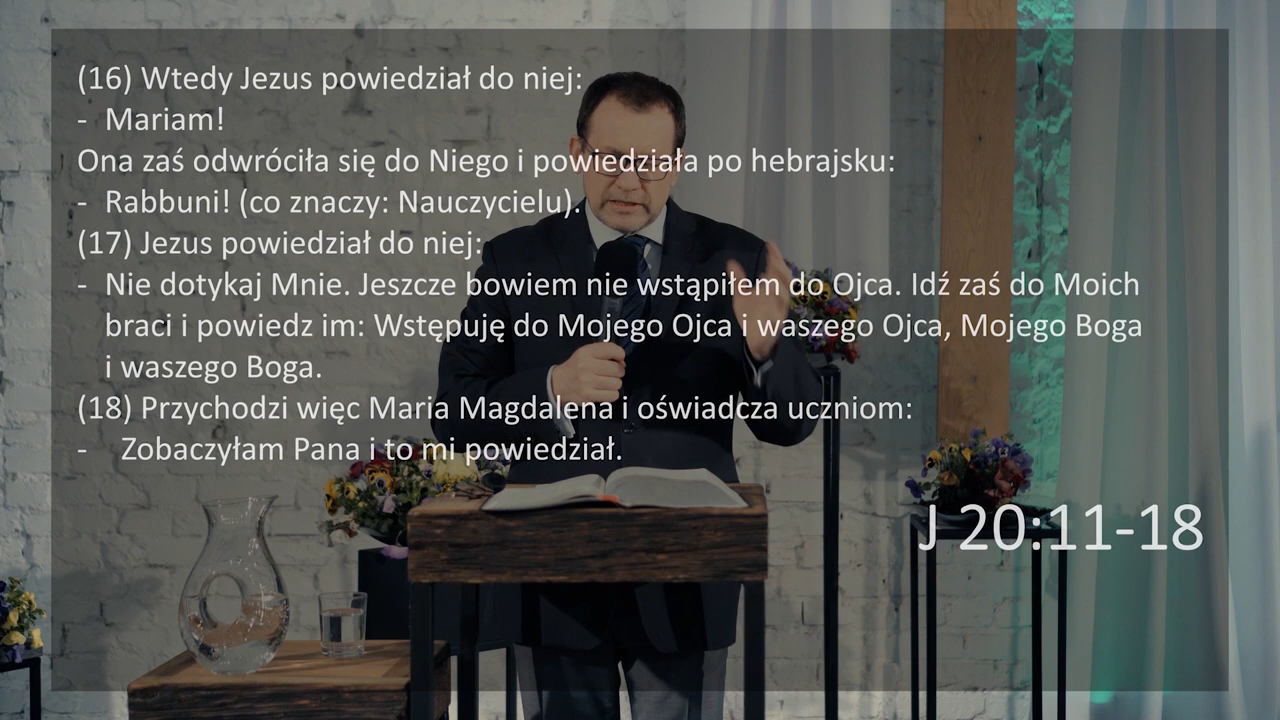 (16) Wtedy Jezus powiedział do niej:
- Mariam!
Ona zaś odwróciła się do Niego i powiedziała po hebrajsku:
- Rabbuni! (co znaczy: Nauczycielu).
(17) Jezus powiedział do niej:
- Nie dotykaj Mnie. Jeszcze bowiem nie wstąpiłem do Ojca. Idź zaś do Moich
braci i powiedz im: Wstępuję do Mojego Ojca i waszego Ojca, Mojego Boga
i waszego Boga.
(18) Przychodzi więc Maria Magdalena i oświadcza uczniom:
- Zobaczyłam Pana i to mi powiedział.
J 20:11-18